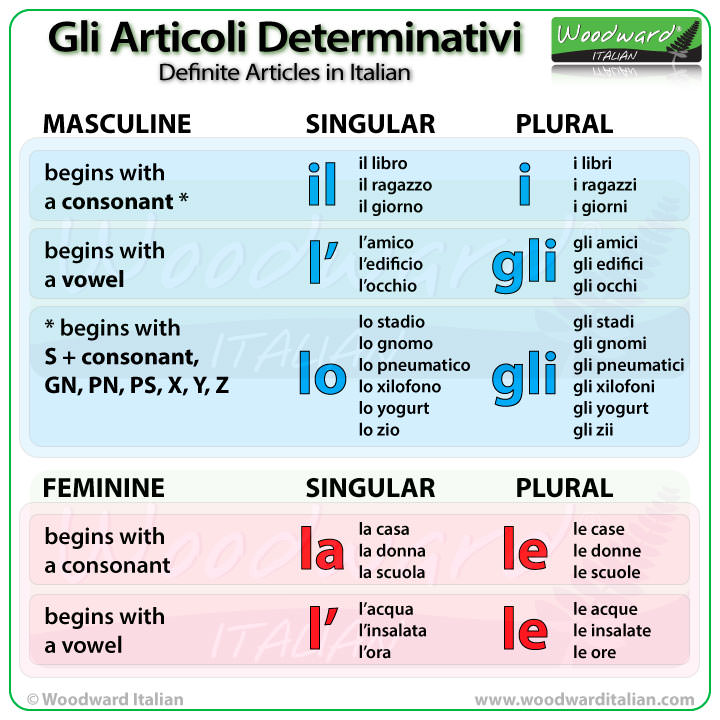 Gli Articoli Determinativi
Definite Articles in Italian
Woodward®
ITALIAN
MASCULINE SINGULAR PLURAL
begins with
a consonant *
il
il libro
il ragazzo
il giorno
i
i libri
i ragazzi
i giorni
begins with
a vowel
l’
l’amico
l’edificio
l’occhio
gli
gli amici
gli edifici
gli occhi
* begins with
S + consonant,
GN, PN, PS, X, Y, Z
lo
lo stadio
lo gnomo
lo pneumatico
lo xilofono
lo yogurt
lo zio
gli
gli stadi
gli gnomi
gli pneumatici
gli xilofoni
gli yogurt
gli zii
FEMININE SINGULAR PLURAL
begins with
a consonant
la
la casa
la donna
la scuola
le
le case
le donne
le scuole
begins with
a vowel
l’
l’acqua
l’insalata
l’ora
le
le acque
le insalate
le ore
Woodward
ITALIAN
Woodward
ITALIAN
© Woodward Italian www.woodwarditalian.com